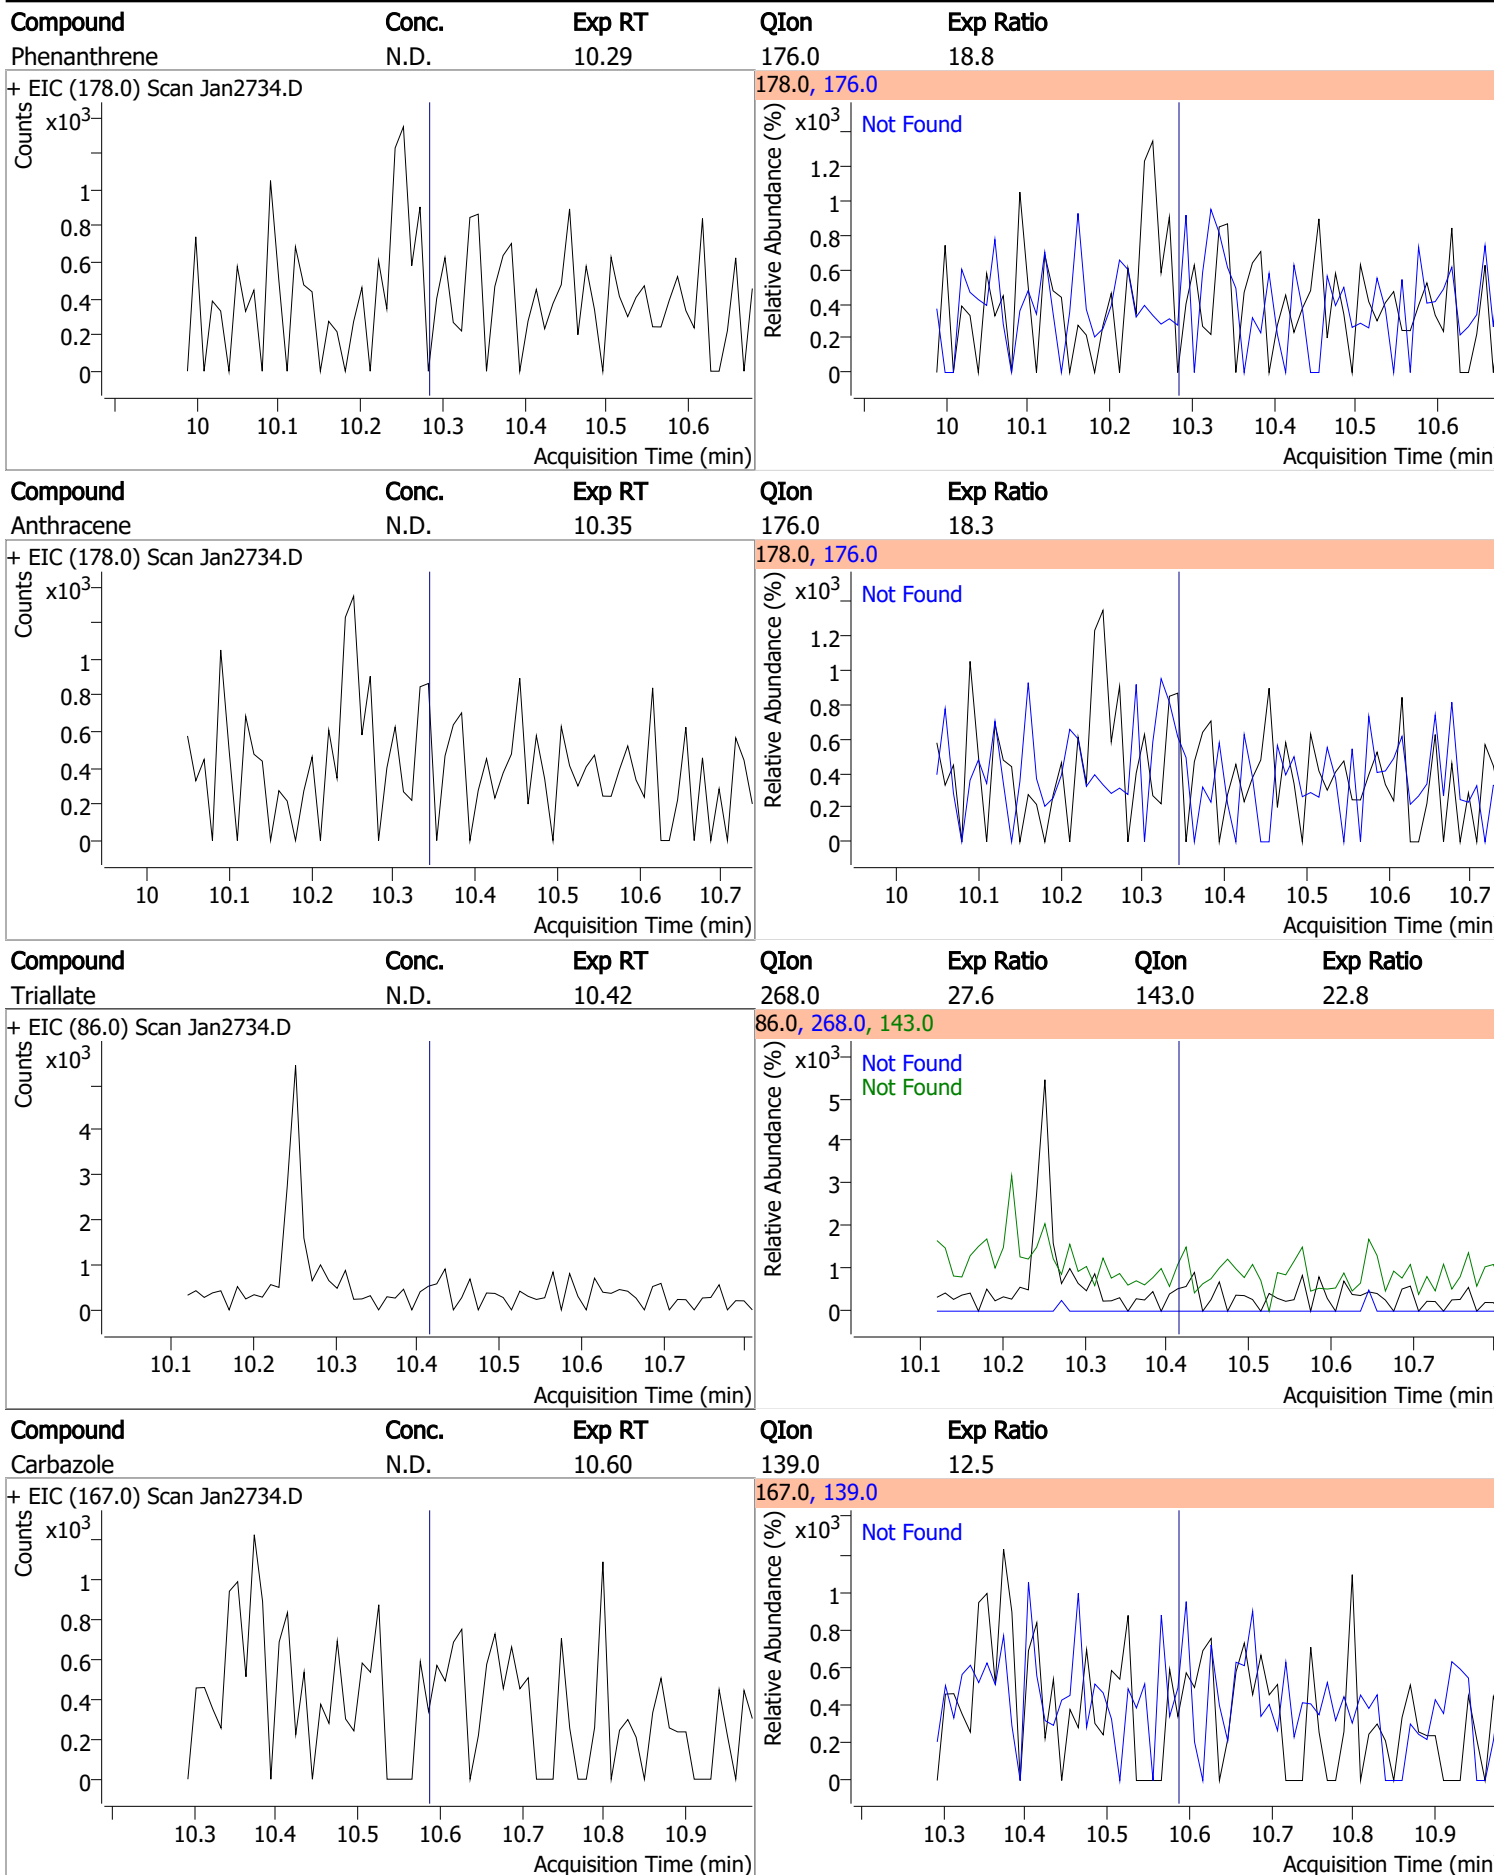 Compound Conc. Exp RT QIon Exp Ratio
Phenanthrene N.D. 10.29 176.0 18.8
+ EIC (178.0) Scan Jan2734.D
178.0, 176.0
Counts
x10³
1
0.8
0.6
0.4
0.2
0
10 10.1 10.2 10.3 10.4 10.5 10.6
Acquisition Time (min)
Relative Abundance (%)
x10³
Not Found
1.2
1
0.8
0.6
0.4
0.2
0
10 10.1 10.2 10.3 10.4 10.5 10.6
Acquisition Time (min
Compound Conc. Exp RT QIon Exp Ratio
Anthracene N.D. 10.35 176.0 18.3
+ EIC (178.0) Scan Jan2734.D
178.0, 176.0
Counts
x10³
1
0.8
0.6
0.4
0.2
0
10 10.1 10.2 10.3 10.4 10.5 10.6 10.7
Acquisition Time (min)
Relative Abundance (%)
x10³
Not Found
1.2
1
0.8
0.6
0.4
0.2
0
10 10.1 10.2 10.3 10.4 10.5 10.6 10.7
Acquisition Time (min
Compound Conc. Exp RT QIon Exp Ratio QIon Exp Ratio
Triallate N.D. 10.42 268.0 27.6 143.0 22.8
+ EIC (86.0) Scan Jan2734.D
86.0, 268.0, 143.0
Counts
x10³
4
3
2
1
0
10.1 10.2 10.3 10.4 10.5 10.6 10.7
Acquisition Time (min)
Relative Abundance (%)
x10³
Not Found
Not Found
5
4
3
2
1
0
10.1 10.2 10.3 10.4 10.5 10.6 10.7
Acquisition Time (min
Compound Conc. Exp RT QIon Exp Ratio
Carbazole N.D. 10.60 139.0 12.5
+ EIC (167.0) Scan Jan2734.D
167.0, 139.0
Counts
x10³
1
0.8
0.6
0.4
0.2
0
10.3 10.4 10.5 10.6 10.7 10.8 10.9
Acquisition Time (min)
Relative Abundance (%)
x10³
Not Found
1
0.8
0.6
0.4
0.2
0
10.3 10.4 10.5 10.6 10.7 10.8 10.9
Acquisition Time (min